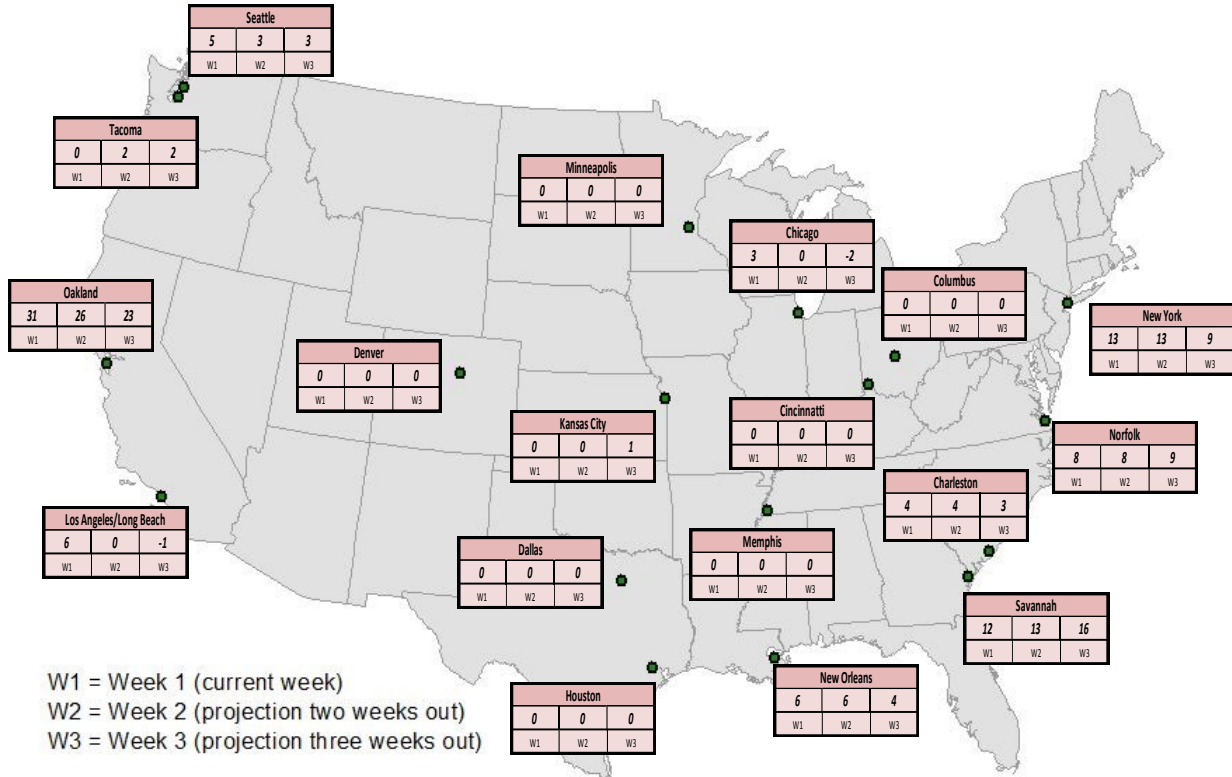 Seattle
5 3 3
W1 W2 W3
Tacoma
0 2 2
W1 W2 W3
Minneapolis
0 0 0
W1 W2 W3
Chicago
3 0 -2
W1 W2 W3
Columbus
0 0 0
W1 W2 W3
Oakland
31 26 23
W1 W2 W3
New York
13 13 9
W1 W2 W3
Denver
0 0 0
W1 W2 W3
Kansas City
0 0 1
W1 W2 W3
Cincinnatti
0 0 0
W1 W2 W3
Norfolk
8 8 9
W1 W2 W3
Charleston
4 4 3
W1 W2 W3
Los Angeles/Long Beach
6 0 -1
W1 W2 W3
Dallas
0 0 0
W1 W2 W3
Memphis
0 0 0
W1 W2 W3
Savannah
12 13 16
W1 W2 W3
New Orleans
6 6 4
W1 W2 W3
Houston
0 0 0
W1 W2 W3
W1 = Week 1 (current week)
W2 = Week 2 (projection two weeks out)
W3 = Week 3 (projection three weeks out)